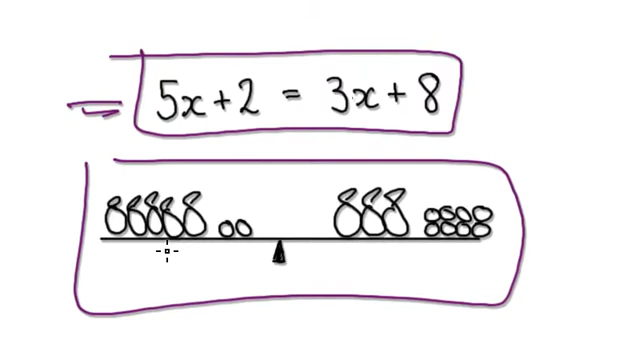 5x + 2 = 3x + 8